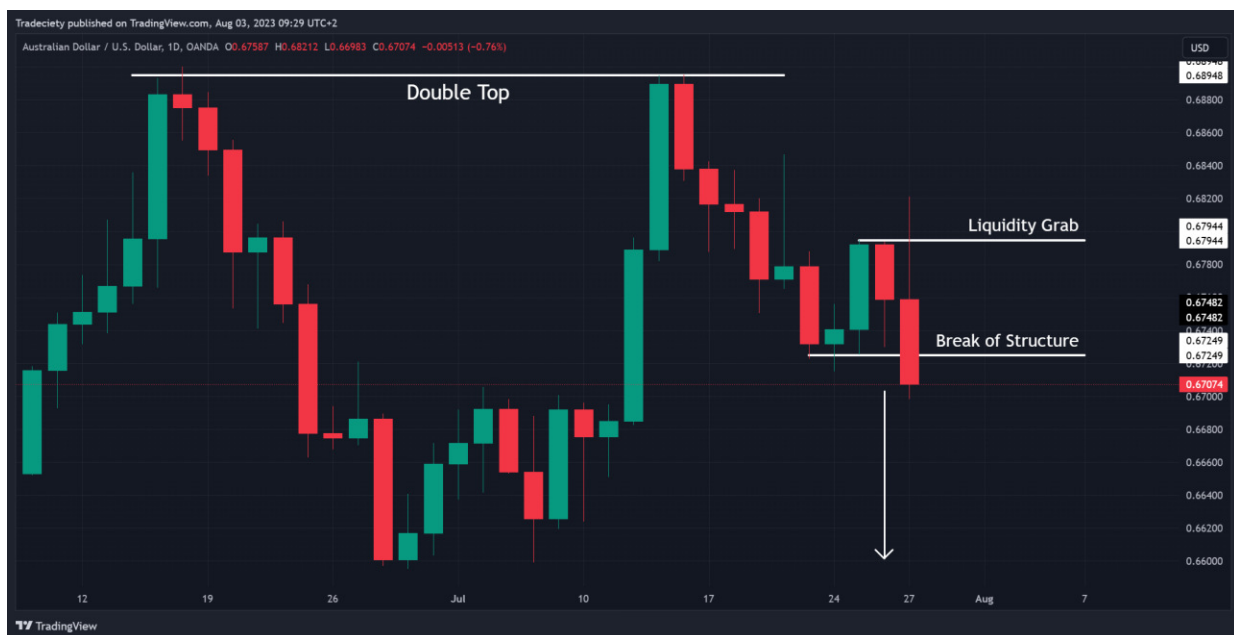 Tradeciety published on TradingView.com, Aug 03, 2023 09:29 UTC+2
Australian Dollar / U.S. Dollar, 1D, OANDA O0.67587 H0.68212 L0.66983 C0.67074 −0.00513 (−0.76%)
USD
0.68948
Double Top
0.68800
0.68600
0.68400
0.68200
Liquidity Grab
0.67944
0.67944
0.67800
0.67482
0.67482
0.67400
Break of Structure
0.67249
0.67249
0.67200
0.67074
0.67000
0.66800
0.66600
0.66400
0.66200
0.66000
12 19 26 Jul 10 17 24 27 Aug 7
TradingView